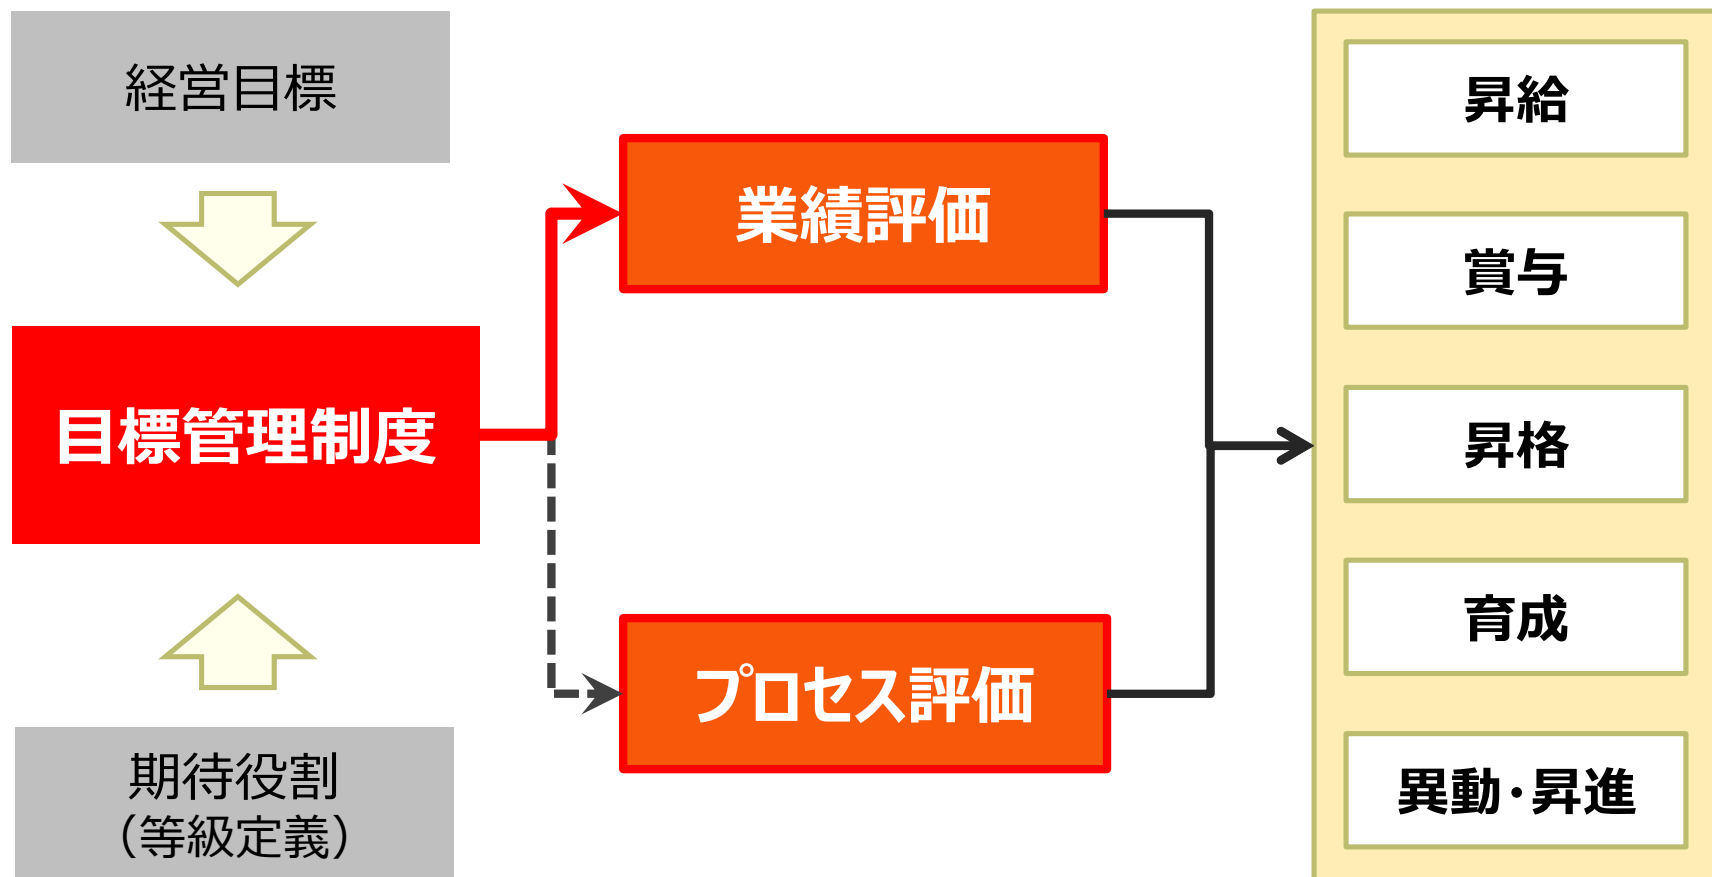 経営目標
目標管理制度
期待役割
（等級定義）
業績評価
プロセス評価
昇給
賞与
昇格
育成
異動・昇進